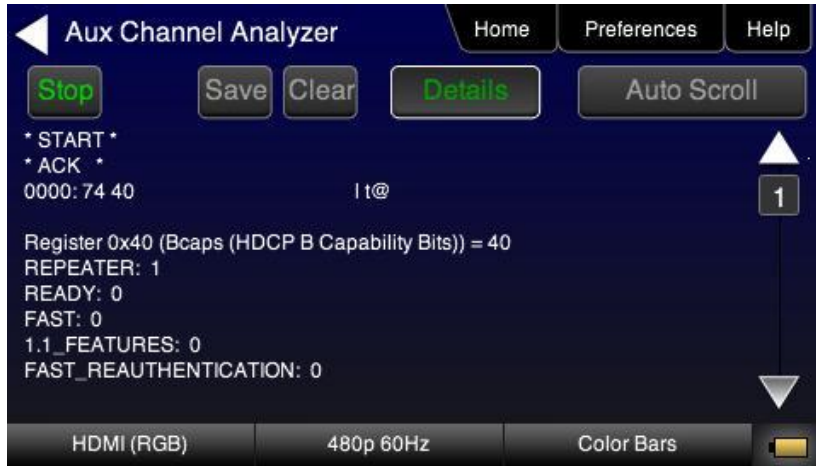 Aux Channel Analyzer Home Preferences Help
Stop Save Clear Details Auto Scroll
* START *
* ACK *
0000: 74 40 | t@
1
Register 0x40 (Bcaps (HDCP B Capability Bits)) = 40
REPEATER: 1
READY: 0
FAST: 0
1.1_FEATURES: 0
FAST_REAUTHENTICATION: 0
HDMI (RGB) 480p 60Hz Color Bars